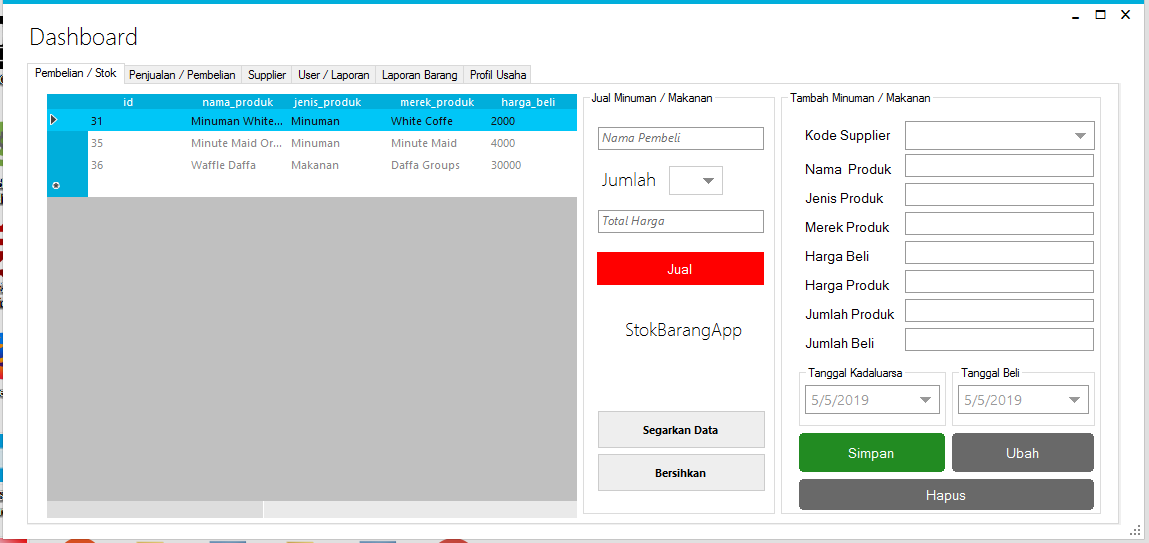 Dashboard
Pembelian / Stok Penjualan / Pembelian Supplier User / Laporan Laporan Barang Profil Usaha
id nama_produk jenis_produk merek_produk harga_beli
31 Minuman White... Minuman White Coffe 2000
35 Minute Maid Or... Minuman Minute Maid 4000
36 Waffle Daffa Makanan Daffa Groups 30000
Jual Minuman / Makanan
Nama Pembeli
Jumlah
Total Harga
Jual
StokBarangApp
Segarkan Data
Bersihkan
Tambah Minuman / Makanan
Kode Supplier
Nama Produk
Jenis Produk
Merek Produk
Harga Beli
Harga Produk
Jumlah Produk
Jumlah Beli
Tanggal Kadaluarsa Tanggal Beli
5/5/2019 5/5/2019
Simpan Ubah
Hapus